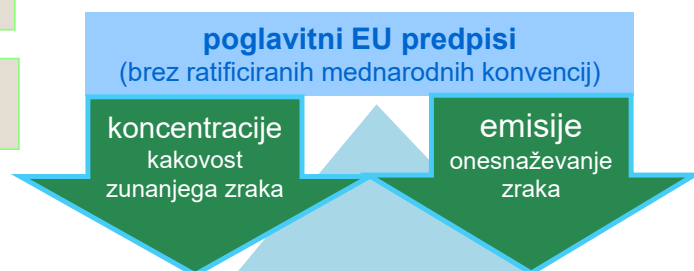 poglavitni EU predpisi
(brez ratificiranih mednarodnih konvencij)
koncentracije
kakovost
zunanjega zraka
emisije
onesnaževanje
zraka